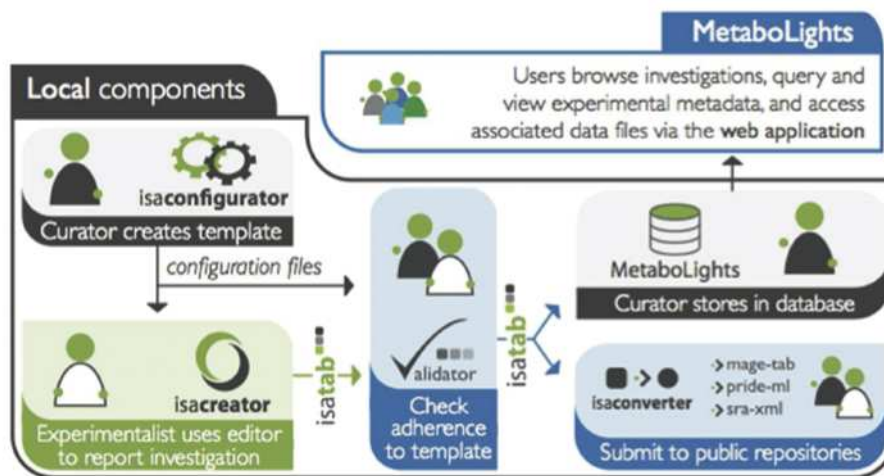 MetaboLights
Users browse investigations, query and
view experimental metadata, and access
associated data files via the web application
Local components
isaconfigurator
Curator creates template
configuration files
isacreator
Experimentalist uses editor
to report investigation
isatab
alidator
Check
adherence
to template
isatab
MetaboLights
Curator stores in database
isaconverter
mage-tab
pride-ml
sra-xml
Submit to public repositories